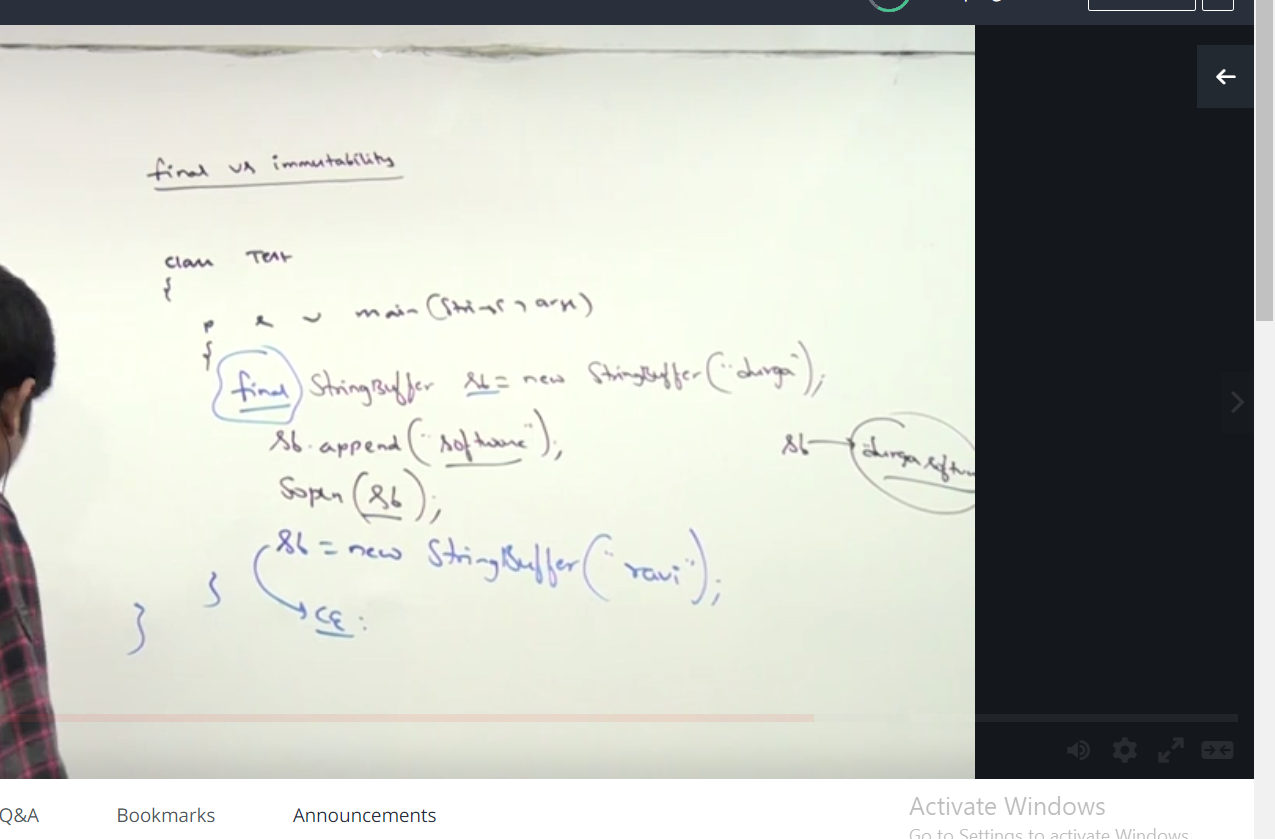 final vs immutability
class Test
{
p s v main(String[] args)
{
final StringBuffer sb = new StringBuffer("durga");
sb.append("software");
Sopln(sb);
sb → durga softw
sb = new StringBuffer("ravi");
}
CE:
}
Q&A Bookmarks Announcements
Activate Windows
Go to Settings to activate Windows.